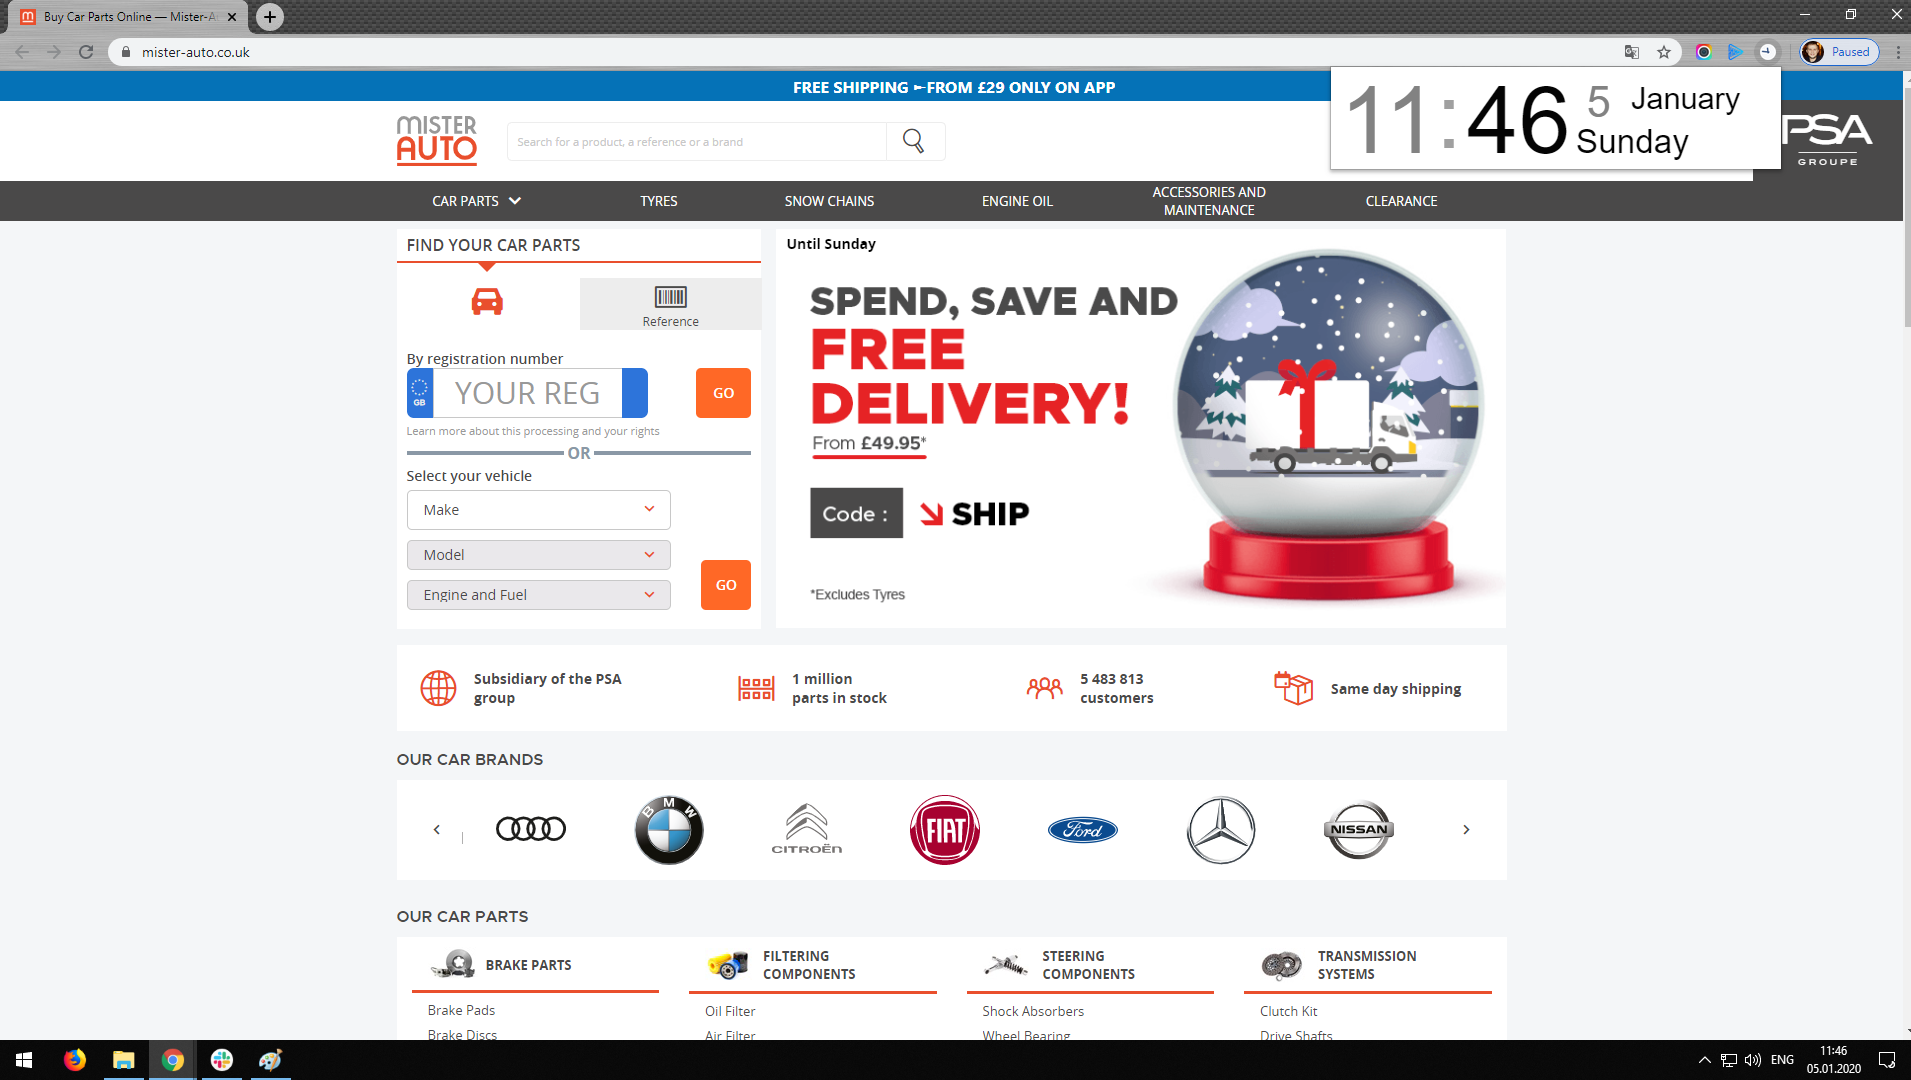 Buy Car Parts Online — Mister-A
mister-auto.co.uk
Paused
FREE SHIPPING ➸FROM £29 ONLY ON APP
11:46 5 January
Sunday
MISTER
AUTO
Search for a product, a reference or a brand
PSA
GROUPE
CAR PARTS
TYRES
SNOW CHAINS
ENGINE OIL
ACCESSORIES AND
MAINTENANCE
CLEARANCE
FIND YOUR CAR PARTS
Reference
By registration number
GB
YOUR REG
GO
Learn more about this processing and your rights
OR
Select your vehicle
Make
Model
Engine and Fuel
GO
Until Sunday
SPEND, SAVE AND
FREE
DELIVERY!
From £49.95*
Code :
SHIP
*Excludes Tyres
Subsidiary of the PSA
group
1 million
parts in stock
5 483 813
customers
Same day shipping
OUR CAR BRANDS
BMW
CITROËN
FIAT
Ford
NISSAN
OUR CAR PARTS
BRAKE PARTS
Brake Pads
Brake Discs
FILTERING
COMPONENTS
Oil Filter
Air Filter
STEERING
COMPONENTS
Shock Absorbers
Wheel Bearing
TRANSMISSION
SYSTEMS
Clutch Kit
Drive Shafts
ENG
11:46
05.01.2020